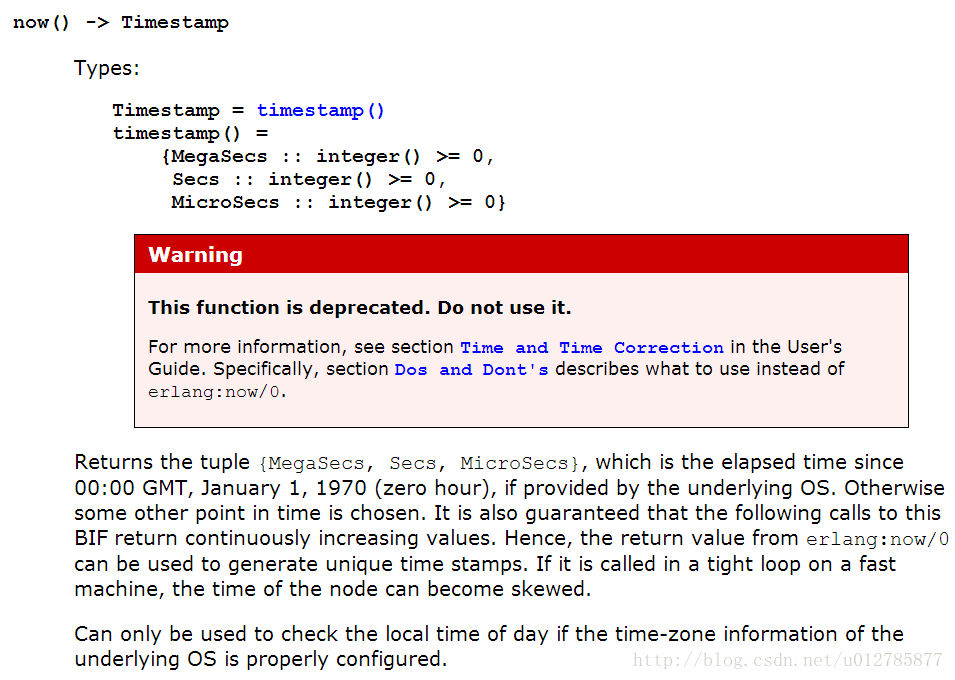 now() -> Timestamp
Types:
Timestamp = timestamp()
timestamp() =
{MegaSecs :: integer() >= 0,
Secs :: integer() >= 0,
MicroSecs :: integer() >= 0}
Warning
This function is deprecated. Do not use it.
For more information, see section Time and Time Correction in the User's
Guide. Specifically, section Dos and Dont's describes what to use instead of
erlang:now/0.
Returns the tuple {MegaSecs, Secs, MicroSecs}, which is the elapsed time since
00:00 GMT, January 1, 1970 (zero hour), if provided by the underlying OS. Otherwise
some other point in time is chosen. It is also guaranteed that the following calls to this
BIF return continuously increasing values. Hence, the return value from erlang:now/0
can be used to generate unique time stamps. If it is called in a tight loop on a fast
machine, the time of the node can become skewed.
Can only be used to check the local time of day if the time-zone information of the
underlying OS is properly configured.
http://blog.csdn.net/u012785877